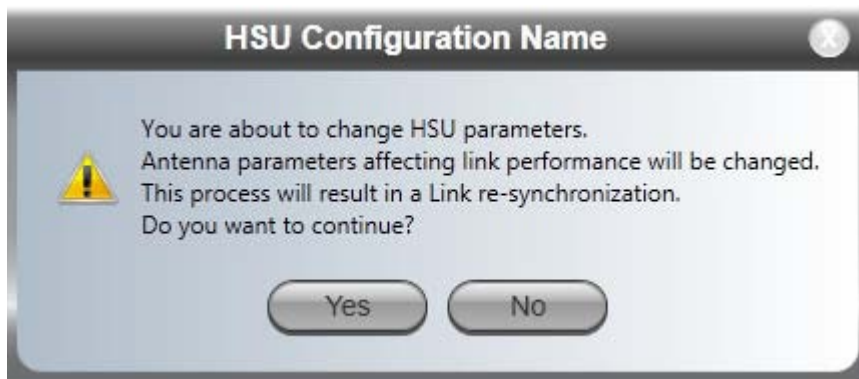 HSU Configuration Name
You are about to change HSU parameters.
Antenna parameters affecting link performance will be changed.
This process will result in a Link re-synchronization.
Do you want to continue?
Yes No